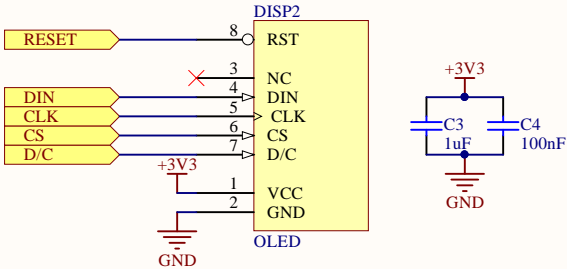 DISP2
RESET 8 RST
3 NC
DIN 4 DIN
CLK 5 CLK
CS 6 CS
D/C 7 D/C
+3V3
1 VCC
2 GND
GND
OLED
+3V3
C3 1uF
C4 100nF
GND